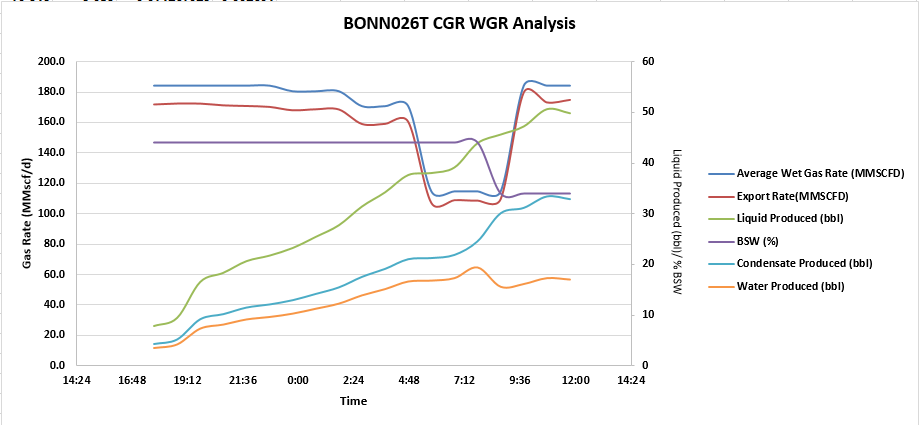 BONN026T CGR WGR Analysis
200.0
180.0
160.0
140.0
120.0
100.0
80.0
60.0
40.0
20.0
0.0
Gas Rate (MMscf/d)
60
50
40
30
20
10
0
Liquid Produced (bbl)/ % BSW
14:24 16:48 19:12 21:36 0:00 2:24 4:48 7:12 9:36 12:00 14:24
Time
Average Wet Gas Rate (MMSCFD)
Export Rate(MMSCFD)
Liquid Produced (bbl)
BSW (%)
Condensate Produced (bbl)
Water Produced (bbl)